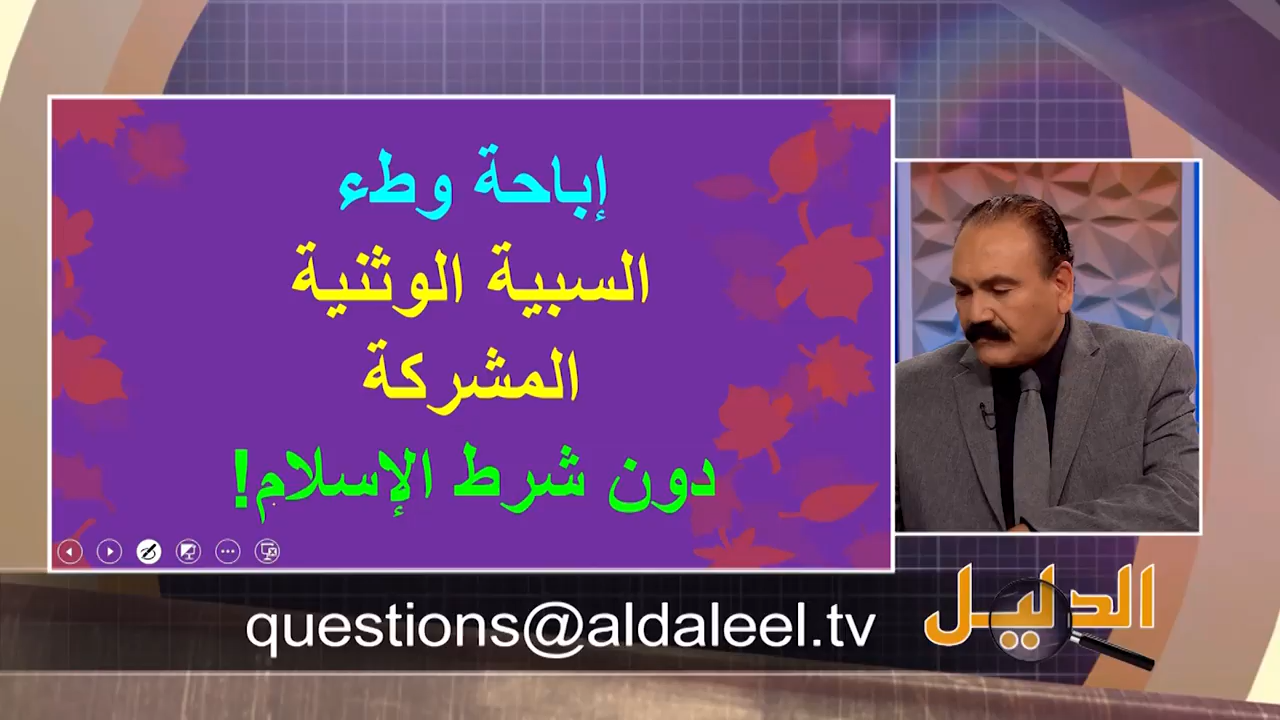 إباحة وطء
السبية الوثنية
المشركة
دون شرط الإسلام!
questions@aldaleel.tv
الدليل